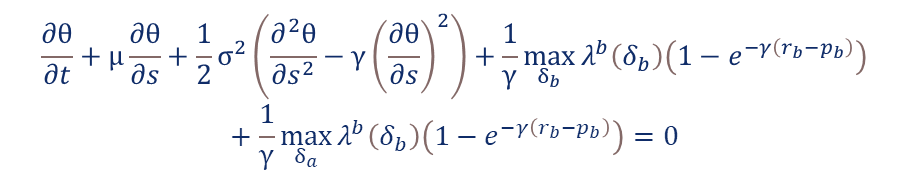 ∂θ/∂t + μ ∂θ/∂s + 1/2 σ² (∂²θ/∂s² − γ (∂θ/∂s)²) + 1/γ max_{δ_b} λ^b(δ_b)(1 − e^{−γ(r_b−p_b)})
+ 1/γ max_{δ_a} λ^b(δ_b)(1 − e^{−γ(r_b−p_b)}) = 0